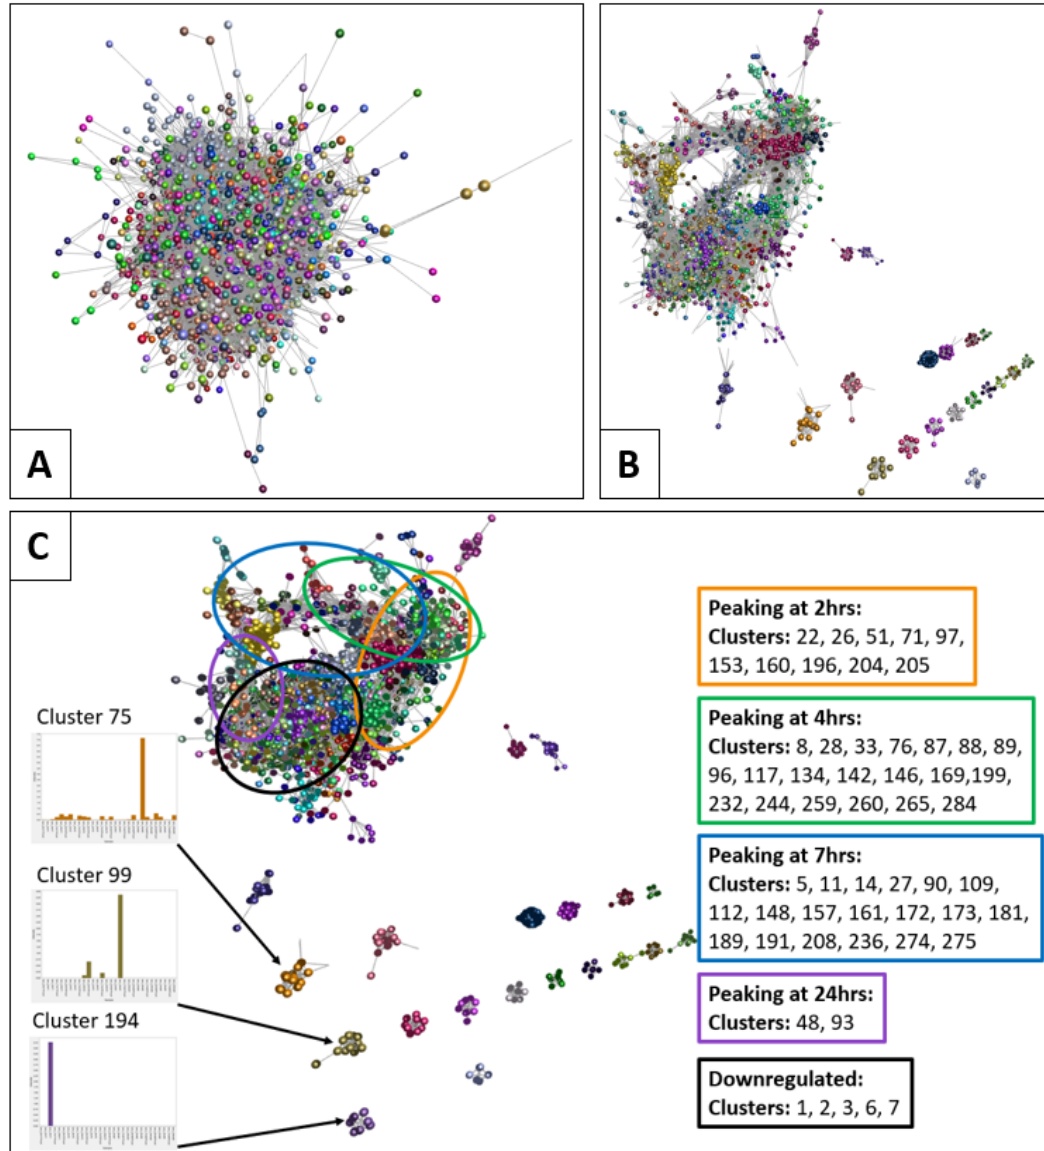 A
B
C
Peaking at 2hrs:
Clusters: 22, 26, 51, 71, 97,
153, 160, 196, 204, 205
Peaking at 4hrs:
Clusters: 8, 28, 33, 76, 87, 88, 89,
96, 117, 134, 142, 146, 169,199,
232, 244, 259, 260, 265, 284
Peaking at 7hrs:
Clusters: 5, 11, 14, 27, 90, 109,
112, 148, 157, 161, 172, 173, 181,
189, 191, 208, 236, 274, 275
Peaking at 24hrs:
Clusters: 48, 93
Downregulated:
Clusters: 1, 2, 3, 6, 7
Cluster 75
Cluster 99
Cluster 194